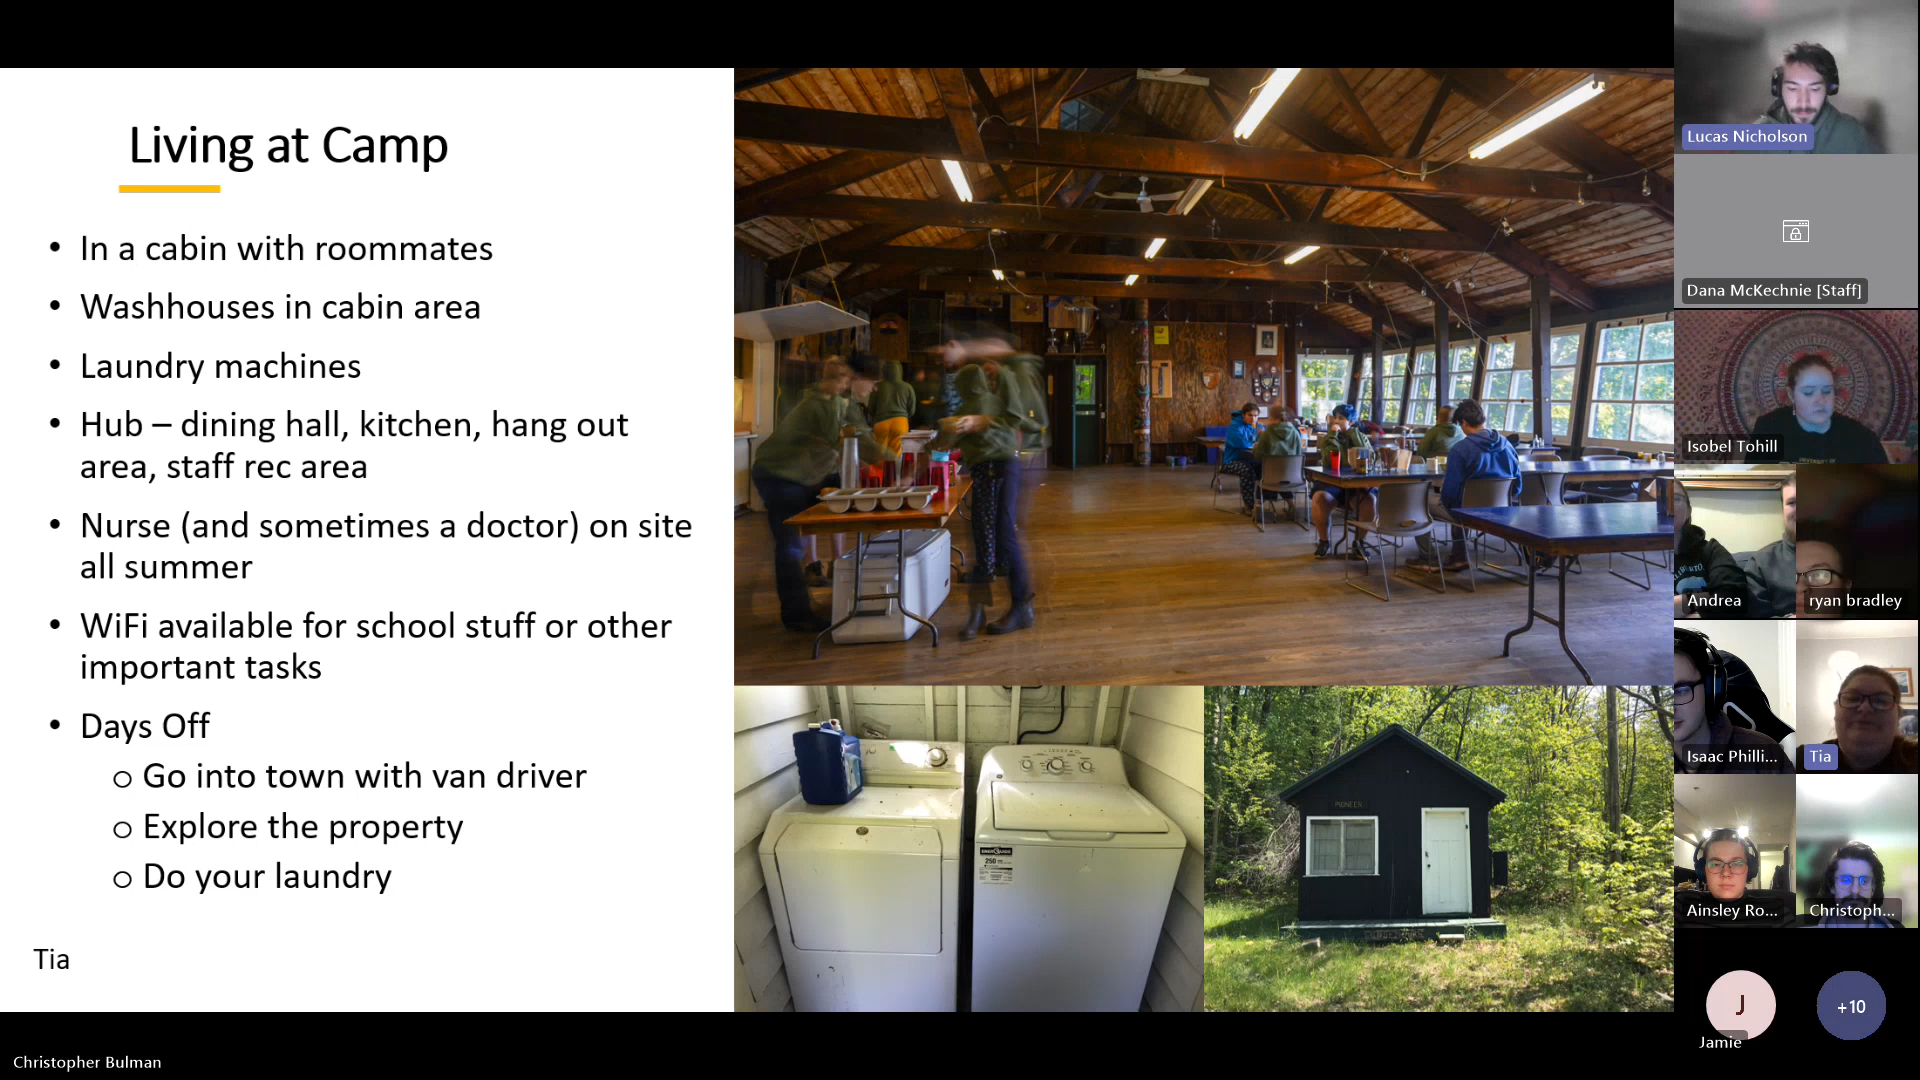 Living at Camp
• In a cabin with roommates
• Washhouses in cabin area
• Laundry machines
• Hub – dining hall, kitchen, hang out
area, staff rec area
• Nurse (and sometimes a doctor) on site
all summer
• WiFi available for school stuff or other
important tasks
• Days Off
o Go into town with van driver
o Explore the property
o Do your laundry
Tia
Christopher Bulman
PIONEER
250
Lucas Nicholson
Dana McKechnie [Staff]
Isobel Tohill
Andrea
ryan bradley
Isaac Philli...
Tia
Ainsley Ro...
Christoph...
J
Jamie
+10